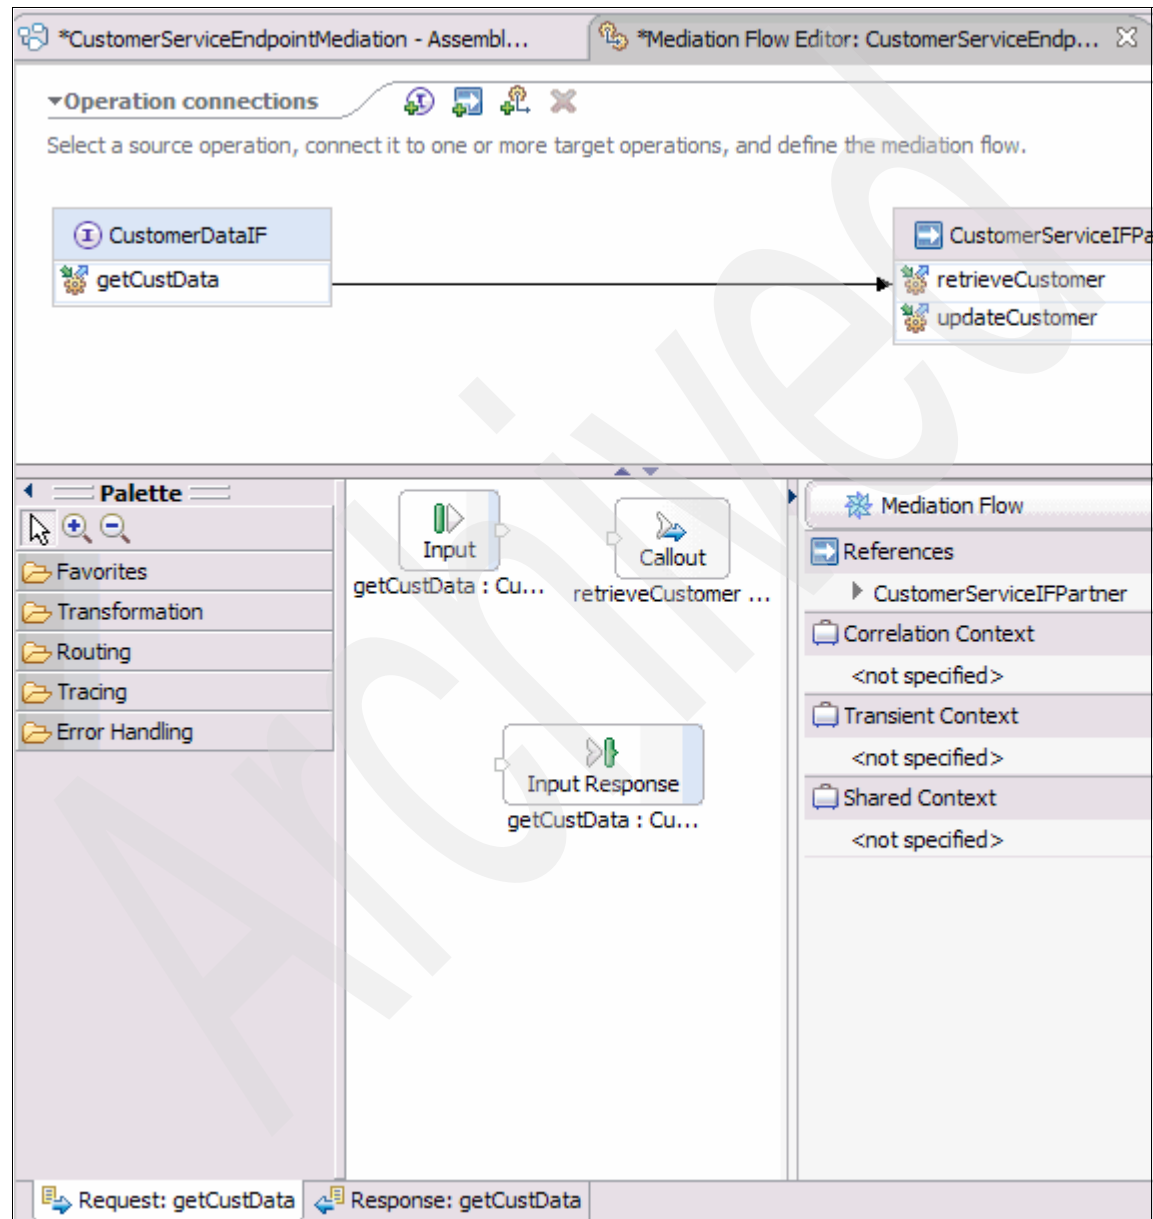 *CustomerServiceEndpointMediation - Assembl...
*Mediation Flow Editor: CustomerServiceEndp...
Operation connections
Select a source operation, connect it to one or more target operations, and define the mediation flow.
CustomerDataIF
getCustData
CustomerServiceIFPa
retrieveCustomer
updateCustomer
Palette
Favorites
Transformation
Routing
Tracing
Error Handling
Input
getCustData : Cu...
Callout
retrieveCustomer ...
Input Response
getCustData : Cu...
Mediation Flow
References
CustomerServiceIFPartner
Correlation Context
<not specified>
Transient Context
<not specified>
Shared Context
<not specified>
Request: getCustData
Response: getCustData
Archived